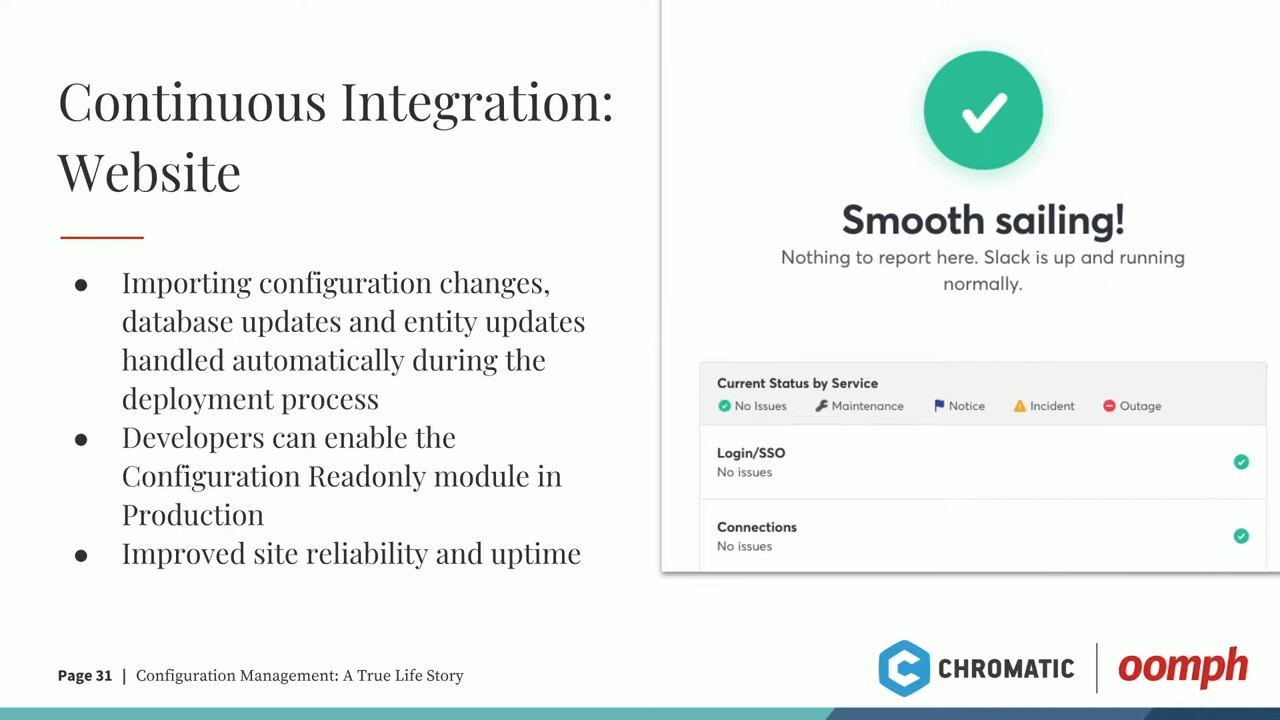 Continuous Integration:
Website
● Importing configuration changes,
database updates and entity updates
handled automatically during the
deployment process
● Developers can enable the
Configuration Readonly module in
Production
● Improved site reliability and uptime
Smooth sailing!
Nothing to report here. Slack is up and running
normally.
Current Status by Service
No Issues Maintenance Notice Incident Outage
Login/SSO
No issues
Connections
No issues
Page 31 | Configuration Management: A True Life Story
CHROMATIC
oomph